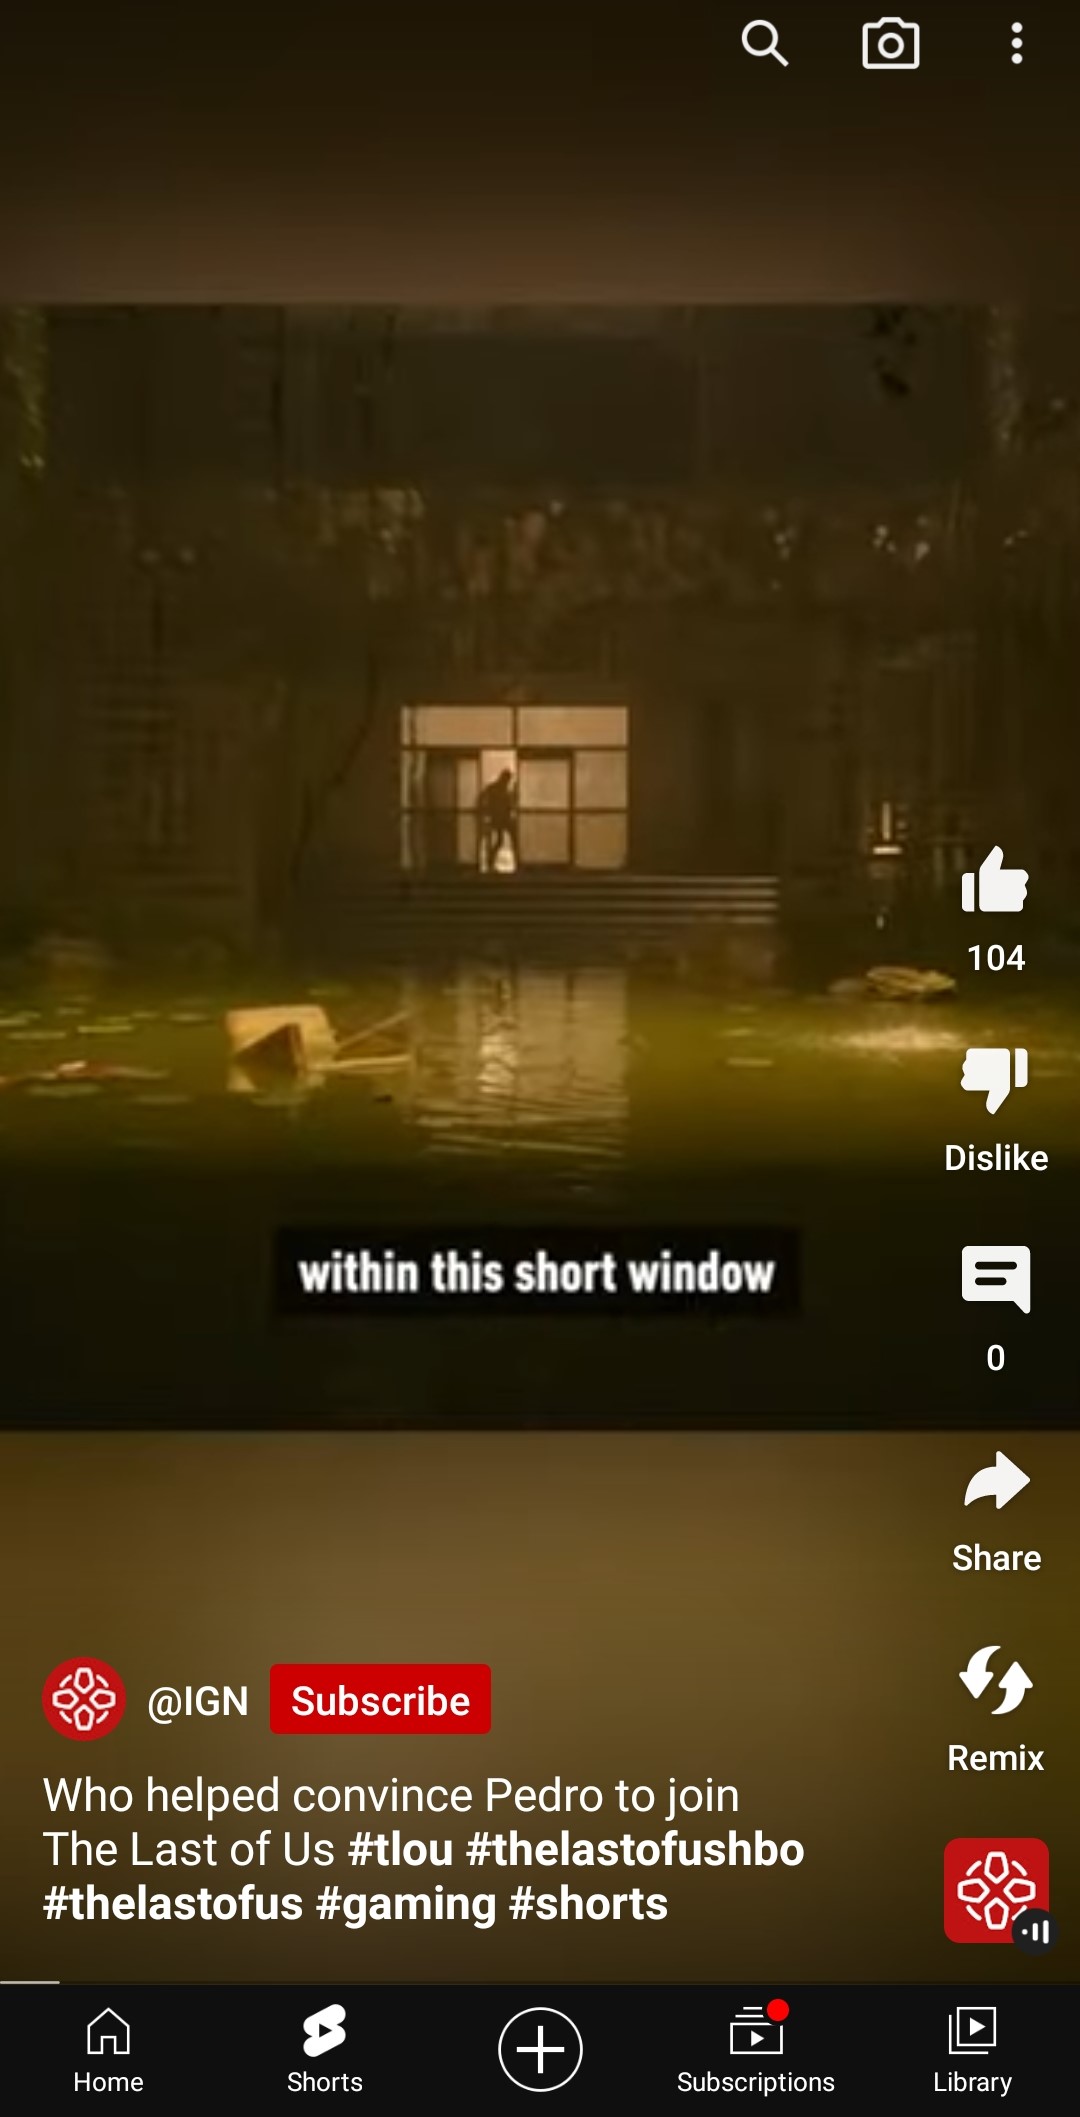 104
Dislike
within this short window
0
Share
@IGN Subscribe
Remix
Who helped convince Pedro to join
The Last of Us #tlou #thelastofushbo
#thelastofus #gaming #shorts
Home Shorts Subscriptions Library